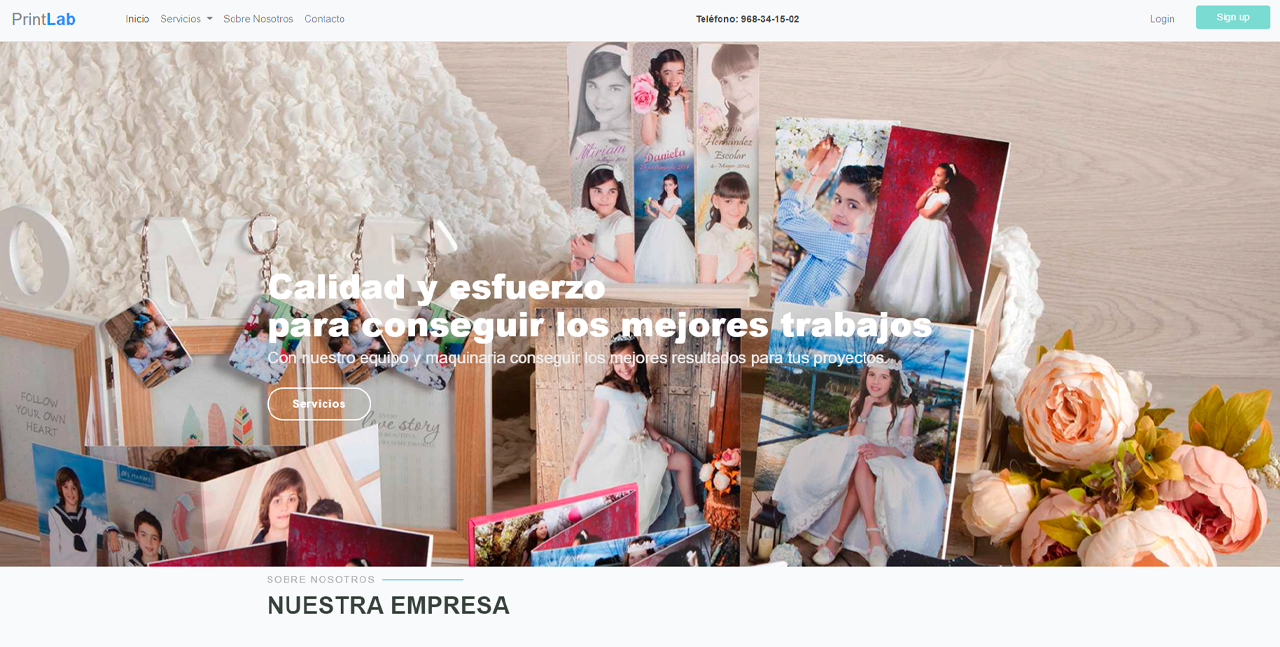 PrintLab
Inicio
Servicios
Sobre Nosotros
Contacto
Teléfono: 968-34-15-02
Login
Sign up
Miriam
Daniela
Sonia
Hernández
Escolar
OME
Calidad y esfuerzo
para conseguir los mejores trabajos
Con nuestro equipo y maquinaria conseguir los mejores resultados para tus proyectos.
Servicios
FOLLOW
YOUR OWN
HEART
love story
SOBRE NOSOTROS
NUESTRA EMPRESA